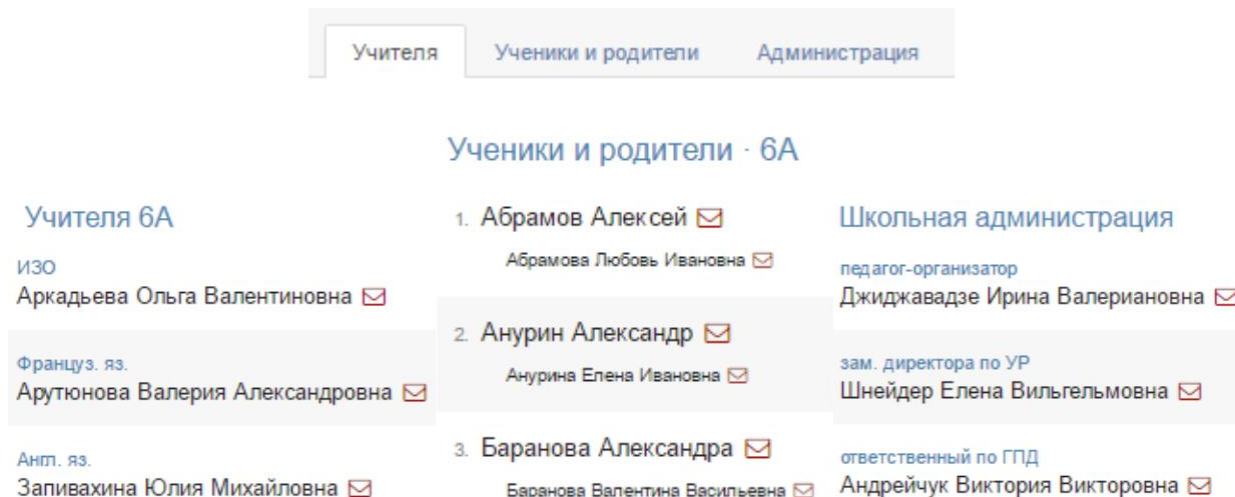 Учителя
Ученики и родители
Администрация
Учителя 6А
ИЗО
Аркадьева Ольга Валентиновна
Француз. яз.
Арутюнова Валерия Александровна
Англ. яз.
Запивахина Юлия Михайловна
Ученики и родители · 6А
1. Абрамов Алексей
Абрамова Любовь Ивановна
2. Анурин Александр
Анурина Елена Ивановна
3. Баранова Александра
Баранова Валентина Васильевна
Школьная администрация
педагог-организатор
Джиджавадзе Ирина Валериановна
зам. директора по УР
Шнейдер Елена Вильгельмовна
ответственный по ГПД
Андрейчук Виктория Викторовна